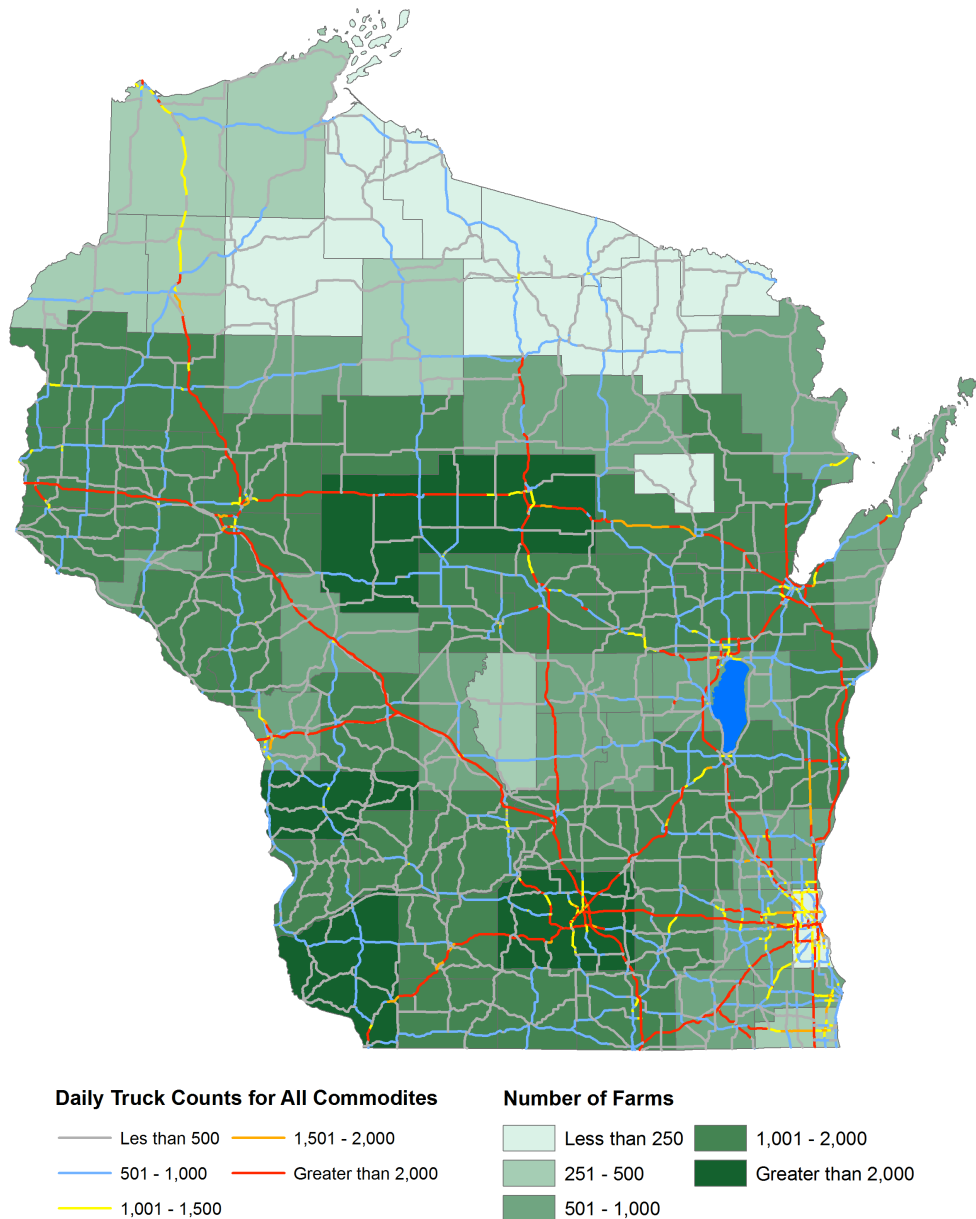 Daily Truck Counts for All Commodites
Les than 500
501 - 1,000
1,001 - 1,500
1,501 - 2,000
Greater than 2,000
Number of Farms
Less than 250
251 - 500
501 - 1,000
1,001 - 2,000
Greater than 2,000